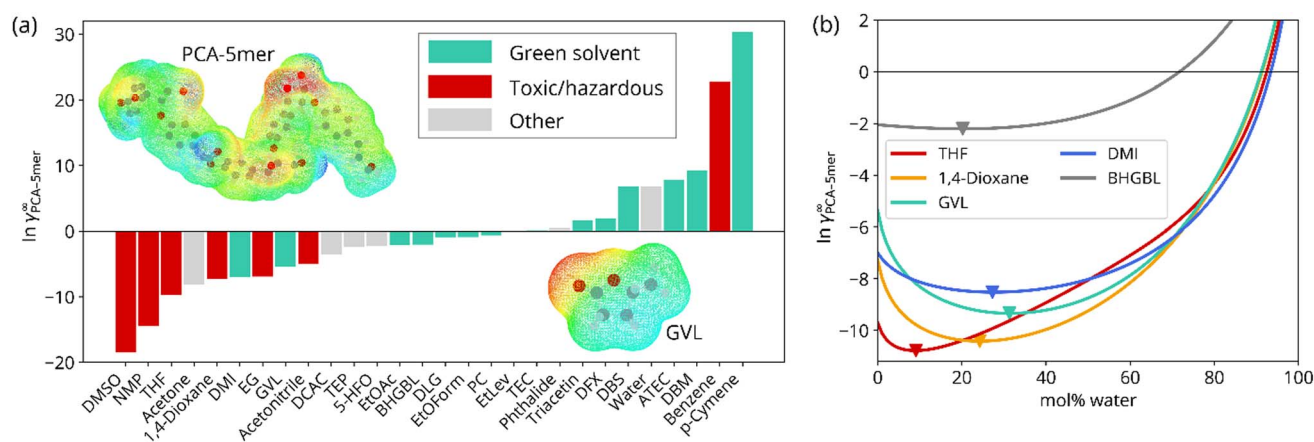 (a)
30
20
10
0
−10
−20
ln γ∞PCA−5mer
PCA-5mer
Green solvent
Toxic/hazardous
Other
GVL
DMSO
NMP
THF
Acetone
1,4-Dioxane
DMI
EG
GVL
Acetonitrile
DCAC
TEP
5-HFO
EtOAc
BHGBL
DLG
EtOForm
PC
EtLev
TEC
Phthalide
Triacetin
DFX
DBS
Water
ATEC
DBM
Benzene
p-Cymene
(b)
2
0
−2
−4
−6
−8
−10
ln γ∞PCA−5mer
THF
1,4-Dioxane
GVL
DMI
BHGBL
0 20 40 60 80 100
mol% water